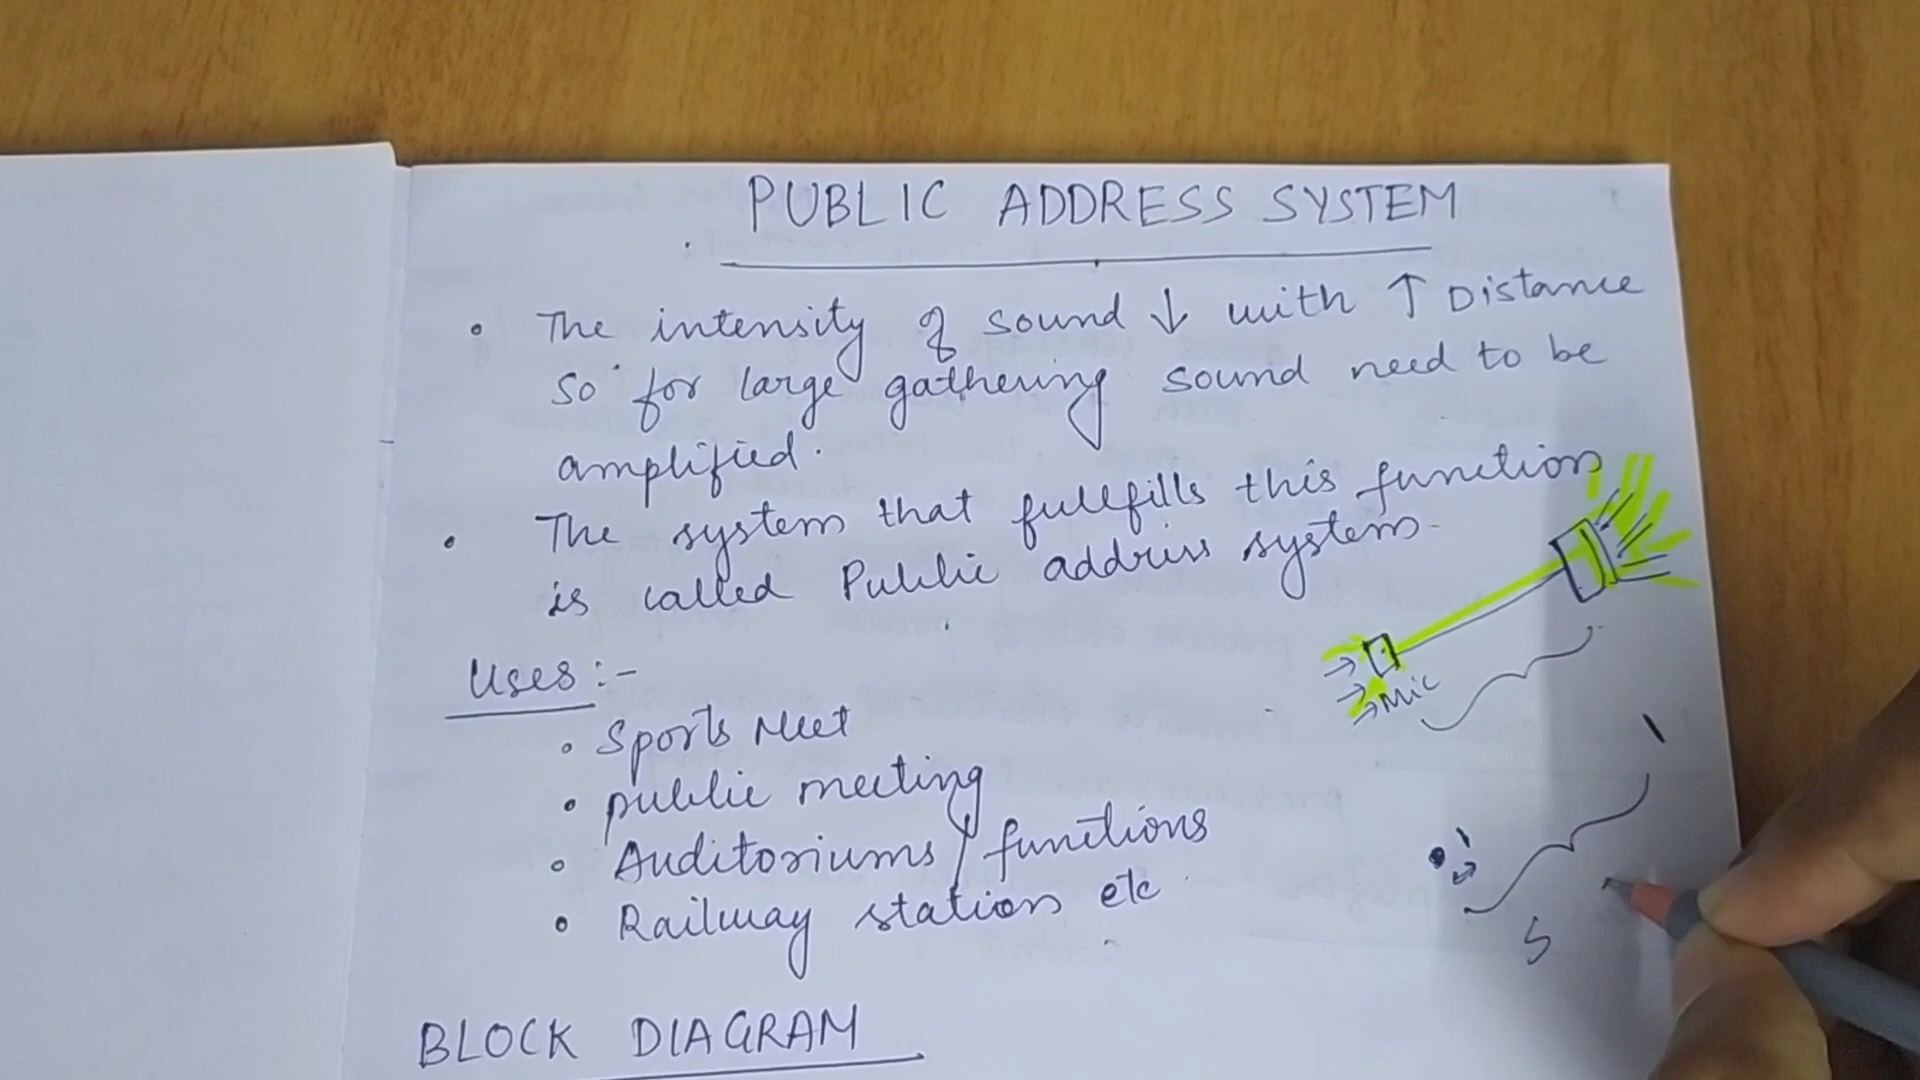 PUBLIC ADDRESS SYSTEM
• The intensity of sound ↓ with ↑ Distance
so for large gathering sound need to be
amplified.
• The system that fullfills this function
is called Public address system.
Mic
Uses :-
• Sports Meet
• public meeting
• Auditoriums / functions
• Railway station etc
5
BLOCK DIAGRAM